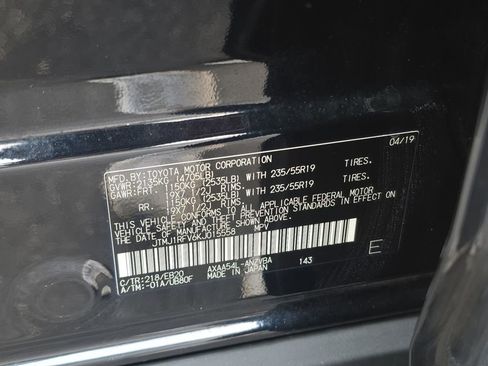 MFD. BY: TOYOTA MOTOR CORPORATION 04/19
GVWR: 2135KG (4705LB)
GAWR: FRT. 1150KG (2535LB) WITH 235/55R19 TIRES.
19X7 1/2J RIMS.
RR. 1150KG (2535LB) WITH 235/55R19 TIRES.
19X7 1/2J RIMS.
THIS VEHICLE CONFORMS TO ALL APPLICABLE FEDERAL MOTOR
VEHICLE SAFETY AND THEFT PREVENTION STANDARDS IN EFFECT ON
THE DATE OF MANUFACTURE SHOWN ABOVE.
MPV
E
C/TR: 218/EB20 AXAA54L-ANZVBA 143
A/TM: -01A/UB80F MADE IN JAPAN